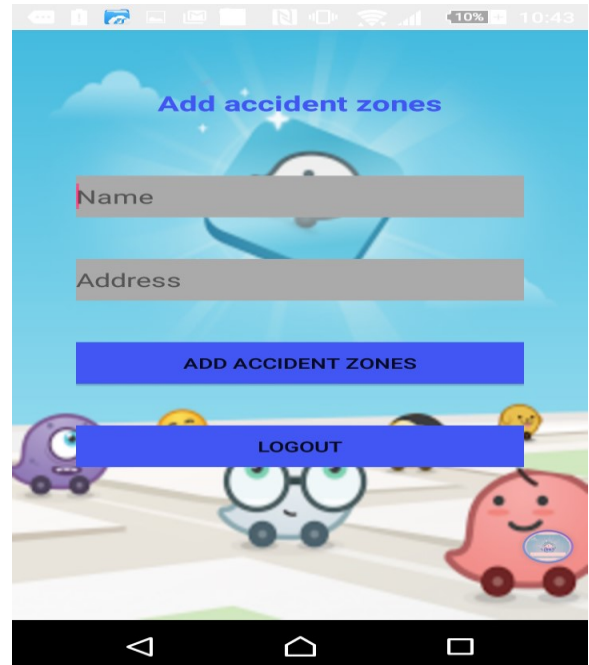 10% 10:43
Add accident zones
Name
Address
ADD ACCIDENT ZONES
LOGOUT